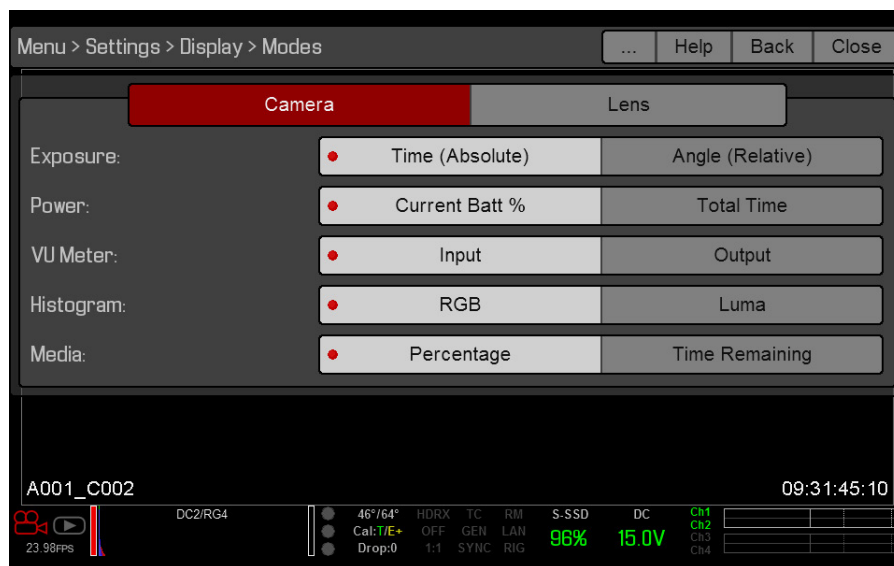 Menu > Settings > Display > Modes ... Help Back Close
Camera Lens
Exposure: Time (Absolute) Angle (Relative)
Power: Current Batt % Total Time
VU Meter: Input Output
Histogram: RGB Luma
Media: Percentage Time Remaining
A001_C002 09:31:45:10
DC2/RG4 46°/64° HDRX TC RM S-SSD DC Ch1
Cal:T/E+ OFF GEN LAN 96% 15.0V Ch2
23.98FPS Drop:0 1:1 SYNC RIG Ch3
Ch4